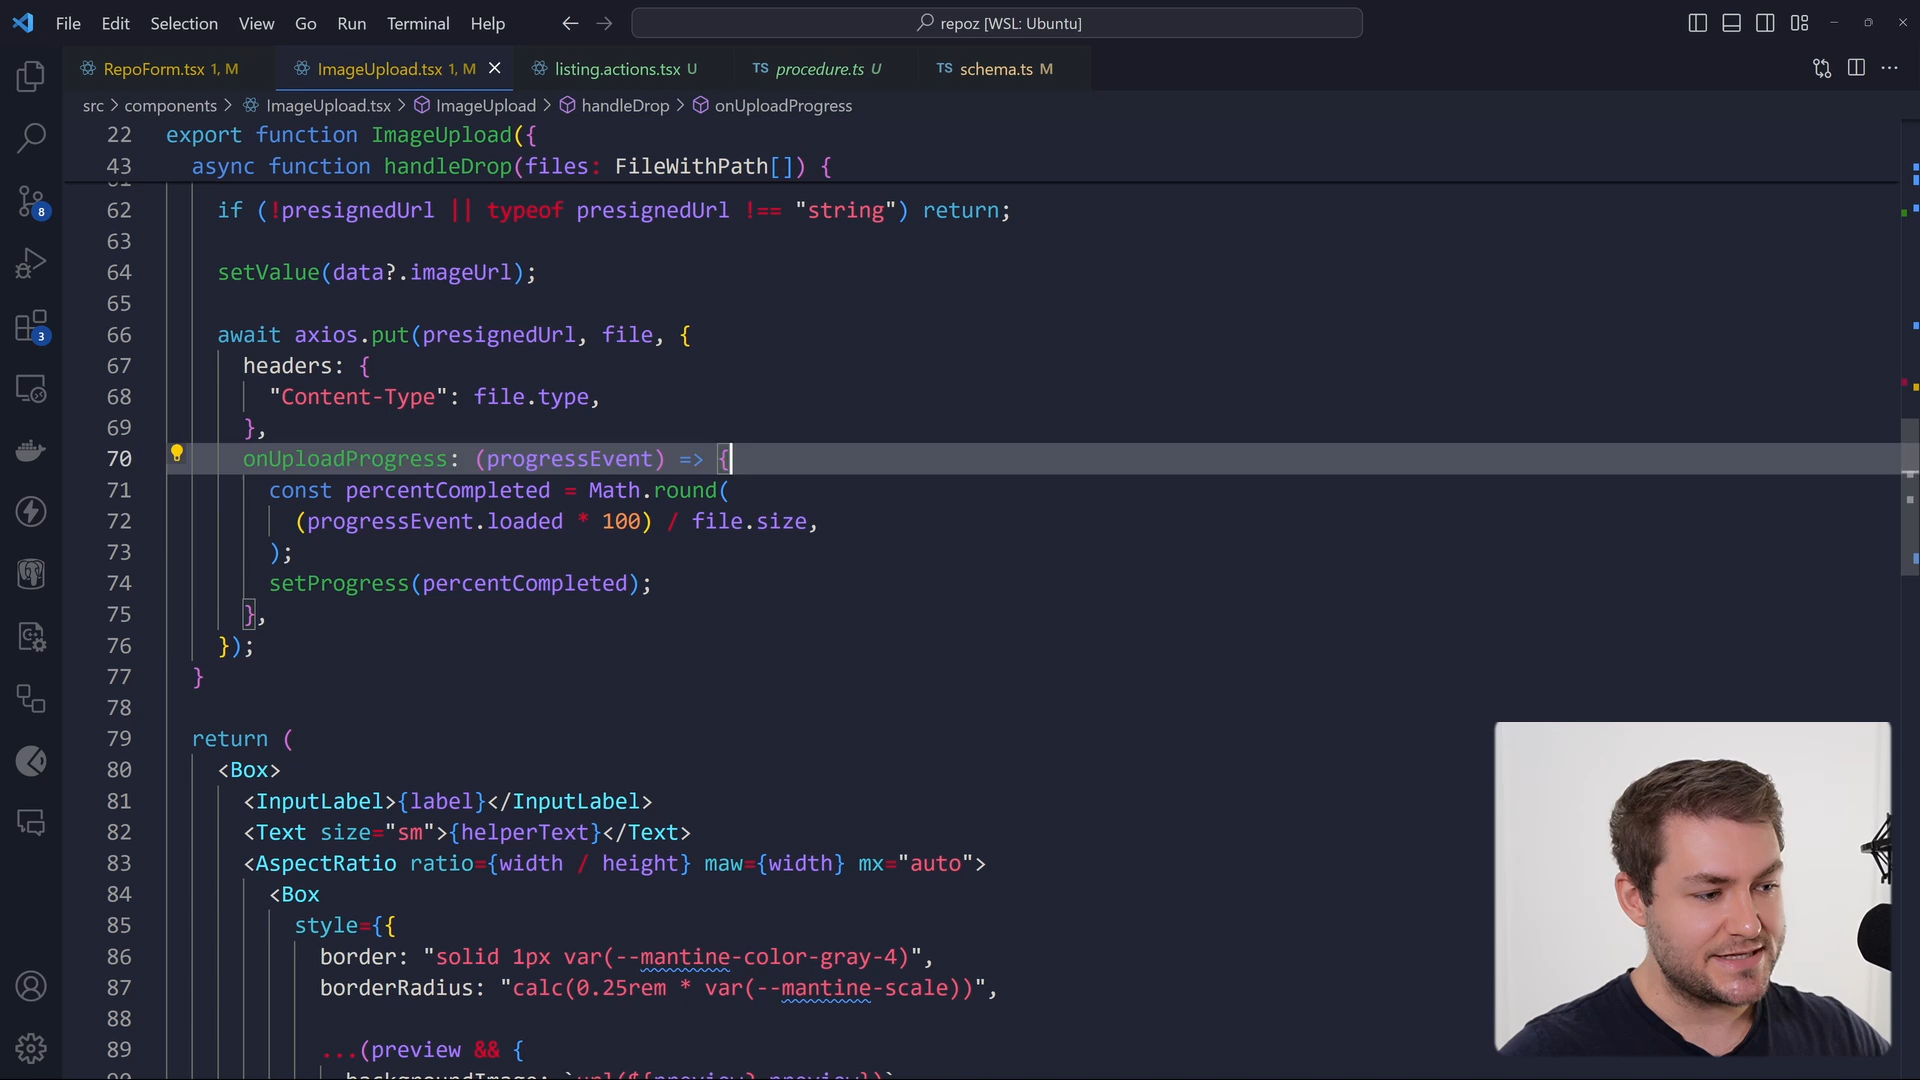 File Edit Selection View Go Run Terminal Help
repoz [WSL: Ubuntu]
RepoForm.tsx 1, M
ImageUpload.tsx 1, M
listing.actions.tsx U
TS procedure.ts U
TS schema.ts M
src > components > ImageUpload.tsx > ImageUpload > handleDrop > onUploadProgress
22 export function ImageUpload({
43 async function handleDrop(files: FileWithPath[]) {
62 if (!presignedUrl || typeof presignedUrl !== "string") return;
63
64 setValue(data?.imageUrl);
65
66 await axios.put(presignedUrl, file, {
67 headers: {
68 "Content-Type": file.type,
69 },
70 onUploadProgress: (progressEvent) => {
71 const percentCompleted = Math.round(
72 (progressEvent.loaded * 100) / file.size,
73 );
74 setProgress(percentCompleted);
75 },
76 });
77 }
78
79 return (
80 <Box>
81 <InputLabel>{label}</InputLabel>
82 <Text size="sm">{helperText}</Text>
83 <AspectRatio ratio={width / height} maw={width} mx="auto">
84 <Box
85 style={{
86 border: "solid 1px var(--mantine-color-gray-4)",
87 borderRadius: "calc(0.25rem * var(--mantine-scale))",
88
89 ...(preview && {
8
3